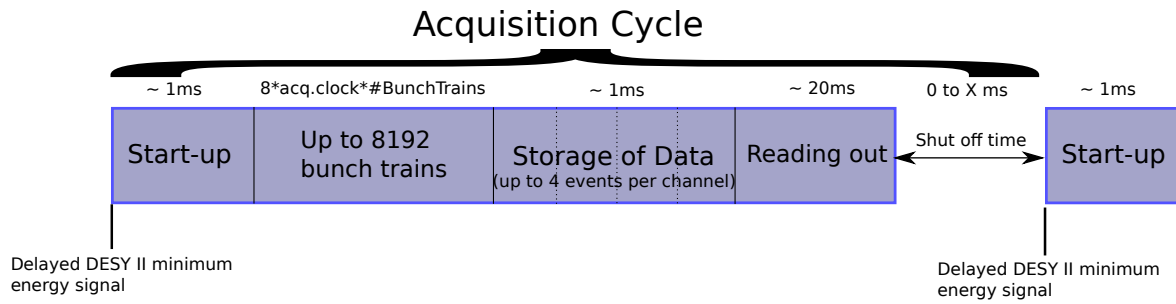 Acquisition Cycle
~ 1ms
8*acq.clock*#BunchTrains
~ 1ms
~ 20ms
0 to X ms
~ 1ms
Start-up
Up to 8192
bunch trains
Storage of Data
(up to 4 events per channel)
Reading out
Shut off time
Start-up
Delayed DESY II minimum
energy signal
Delayed DESY II minimum
energy signal